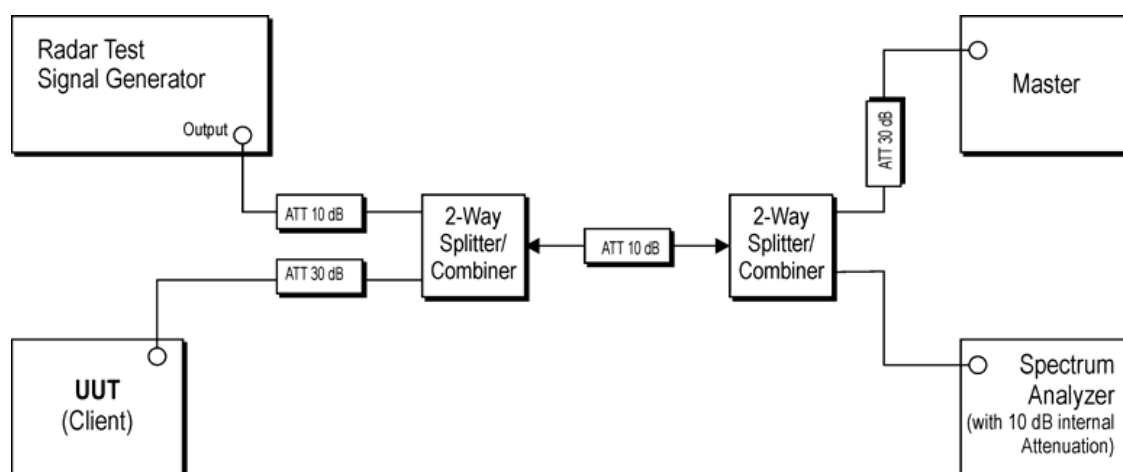 Radar Test
Signal Generator
Output
ATT 10 dB
2-Way
Splitter/
Combiner
ATT 30 dB
UUT
(Client)
ATT 10 dB
2-Way
Splitter/
Combiner
ATT 30 dB
Master
Spectrum
Analyzer
(with 10 dB internal
Attenuation)